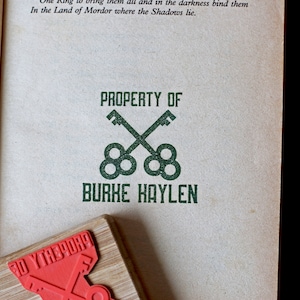 One Ring to bring them all and in the darkness bind them
In the Land of Mordor where the Shadows lie.
PROPERTY OF
BURKE HAYLEN